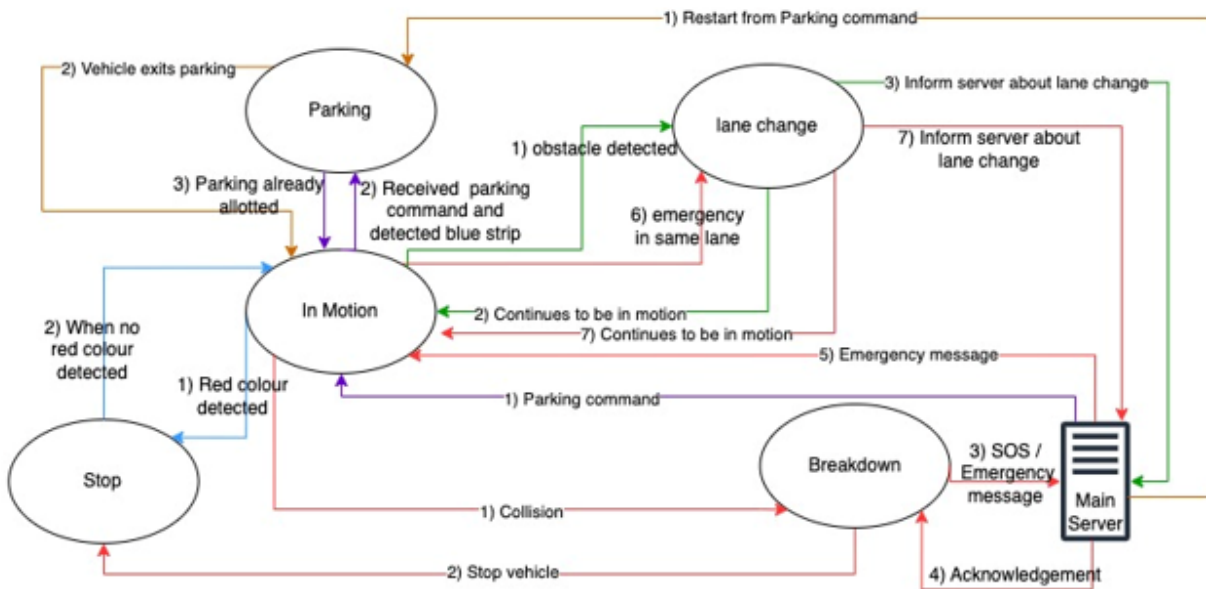 1) Restart from Parking command
2) Vehicle exits parking
Parking
lane change
3) Inform server about lane change
1) obstacle detected
7) Inform server about
lane change
3) Parking already
allotted
2) Received parking
command and
detected blue strip
6) emergency
in same lane
In Motion
2) Continues to be in motion
7) Continues to be in motion
5) Emergency message
2) When no
red colour
detected
1) Red colour
detected
1) Parking command
Stop
Breakdown
3) SOS /
Emergency
message
Main
Server
1) Collision
2) Stop vehicle
4) Acknowledgement